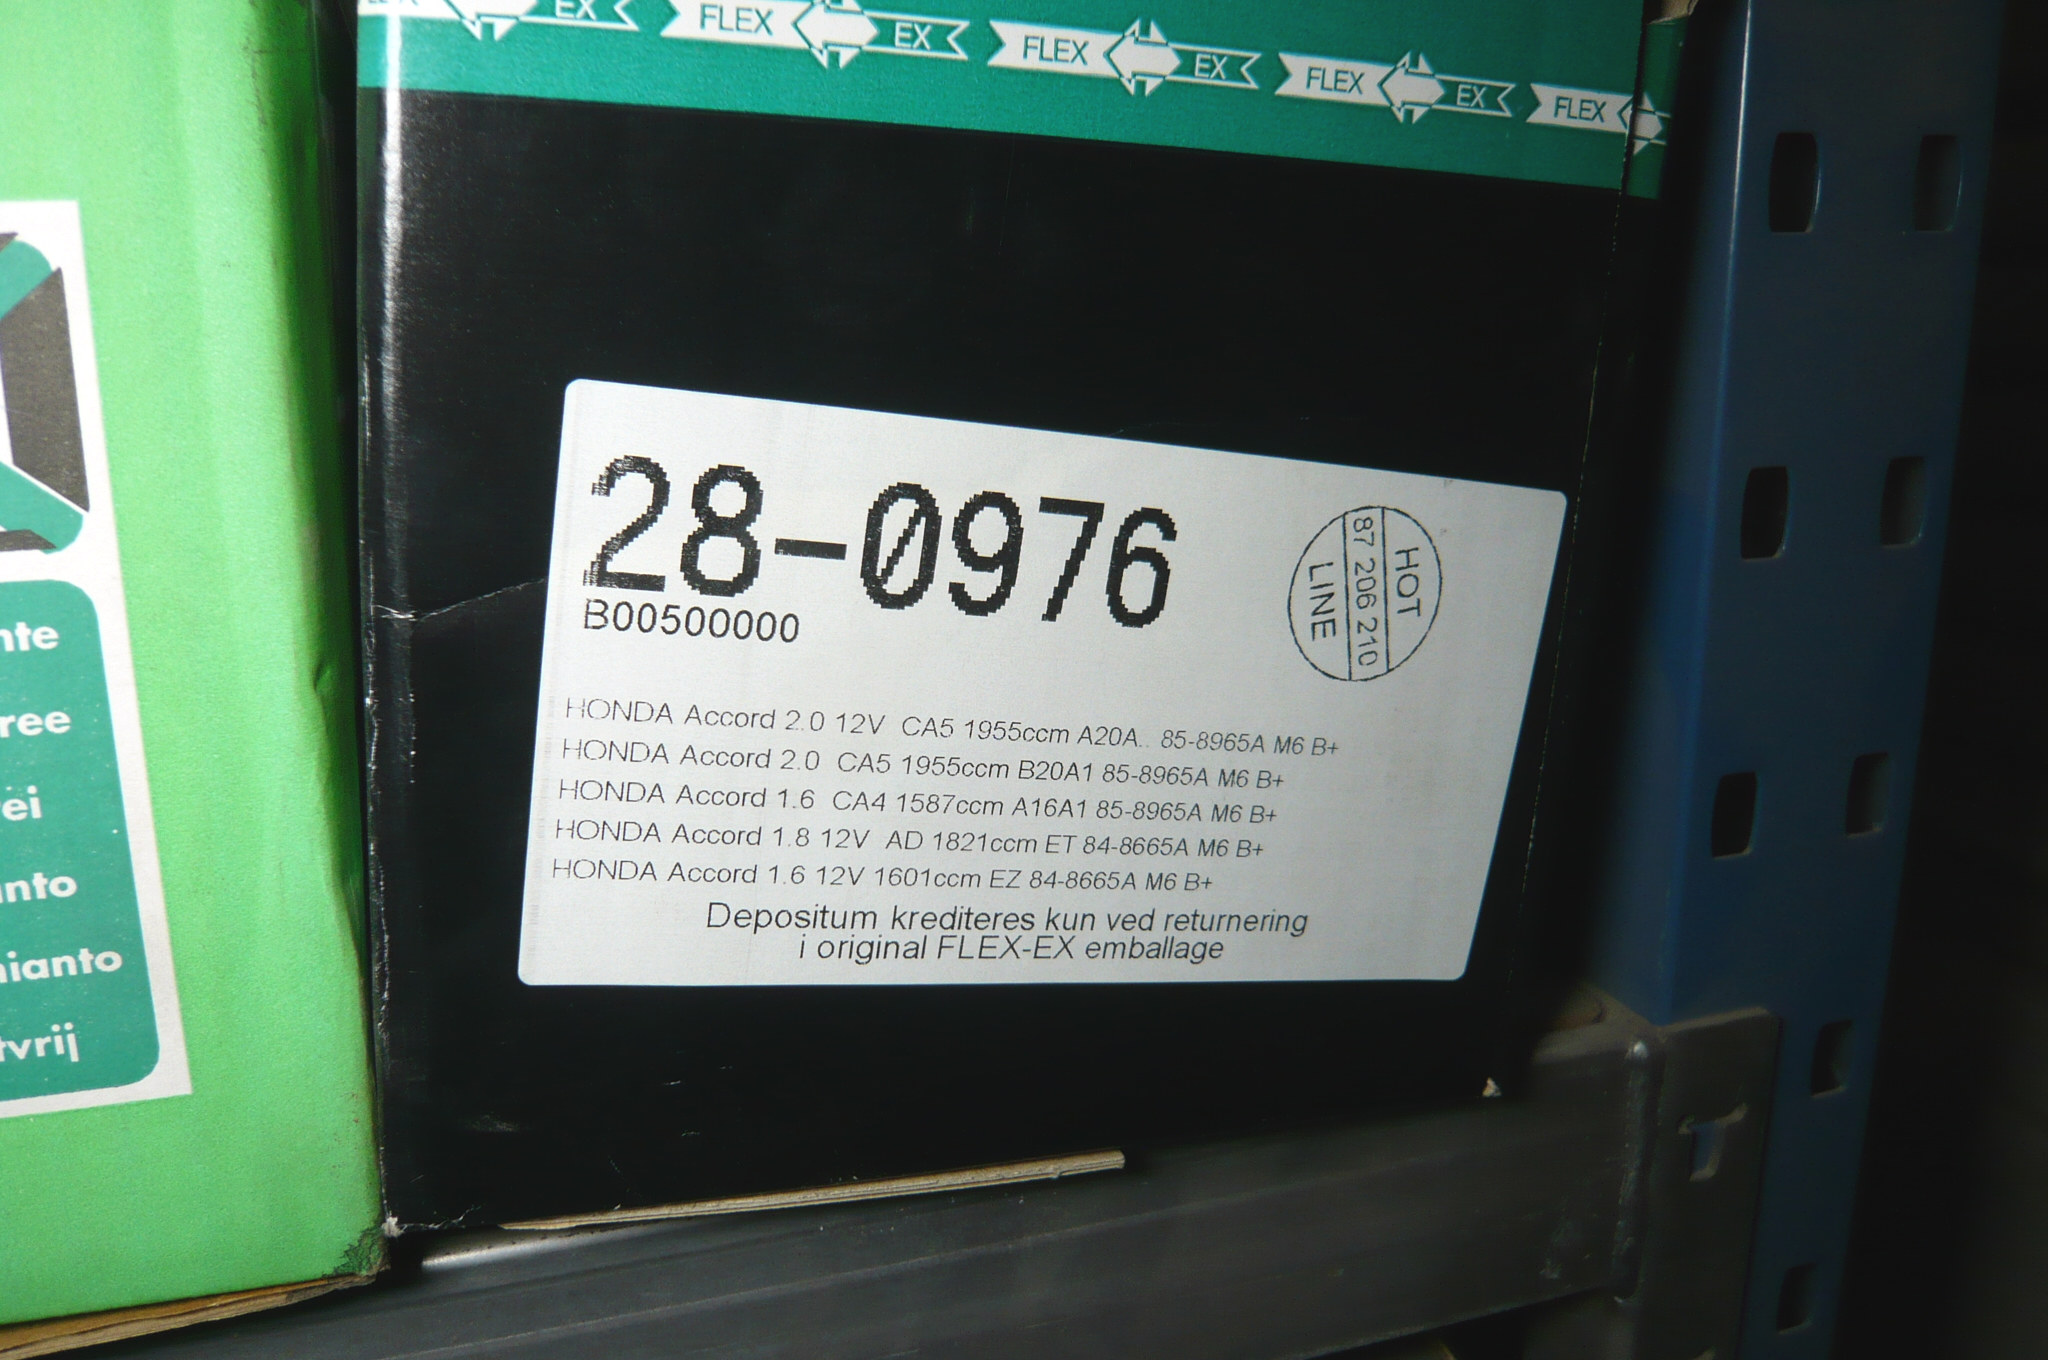 EX FLEX EX FLEX EX FLEX EX FLEX
28-0976
B00500000
HOT
87 206 210
LINE
HONDA Accord 2.0 12V CA5 1955ccm A20A.. 85-8965A M6 B+
HONDA Accord 2.0 CA5 1955ccm B20A1 85-8965A M6 B+
HONDA Accord 1.6 CA4 1587ccm A16A1 85-8965A M6 B+
HONDA Accord 1.8 12V AD 1821ccm ET 84-8665A M6 B+
HONDA Accord 1.6 12V 1601ccm EZ 84-8665A M6 B+
Depositum krediteres kun ved returnering
i original FLEX-EX emballage
nte
ree
ei
nto
ianto
tvrij